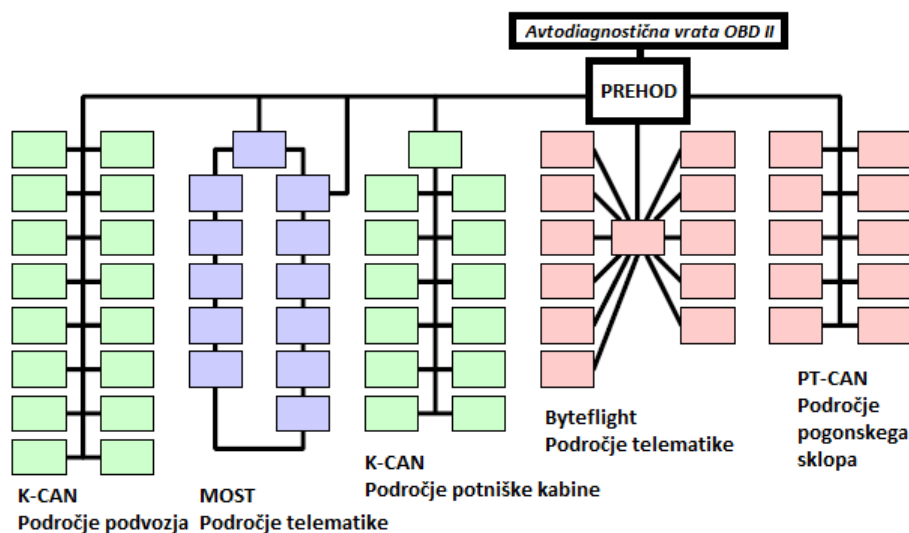 Avtodiagnostična vrata OBD II
PREHOD
K-CAN
Področje podvozja
MOST
Področje telematike
K-CAN
Področje potniške kabine
Byteflight
Področje telematike
PT-CAN
Področje
pogonskega
sklopa